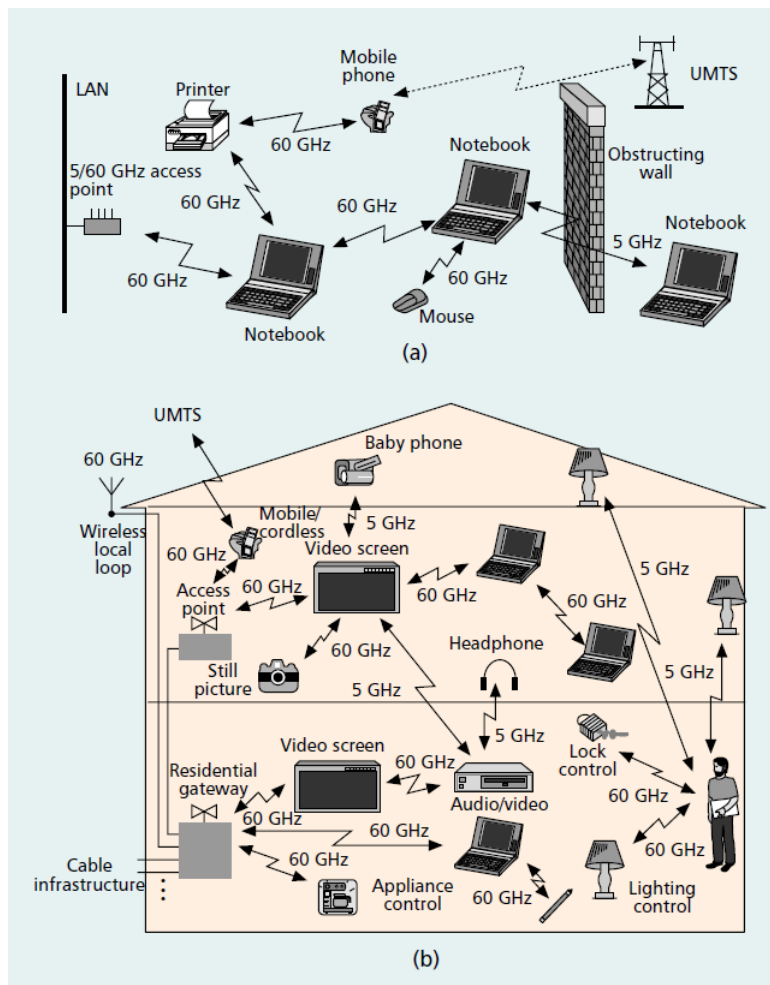 LAN
Printer
Mobile
phone
UMTS
60 GHz
Notebook
Obstructing
wall
5/60 GHz access
point
60 GHz
60 GHz
Notebook
5 GHz
60 GHz
60 GHz
Mouse
Notebook
(a)
UMTS
Baby phone
60 GHz
Mobile/
cordless
5 GHz
Wireless
local
loop
60 GHz
Video screen
5 GHz
Access
point
60 GHz
60 GHz
60 GHz
Headphone
Still
picture
60 GHz
5 GHz
5 GHz
5 GHz
Video screen
Lock
control
Residential
gateway
60 GHz
Audio/video
60 GHz
60 GHz
60 GHz
60 GHz
60 GHz
Cable
infrastructure
Appliance
control
60 GHz
Lighting
control
(b)